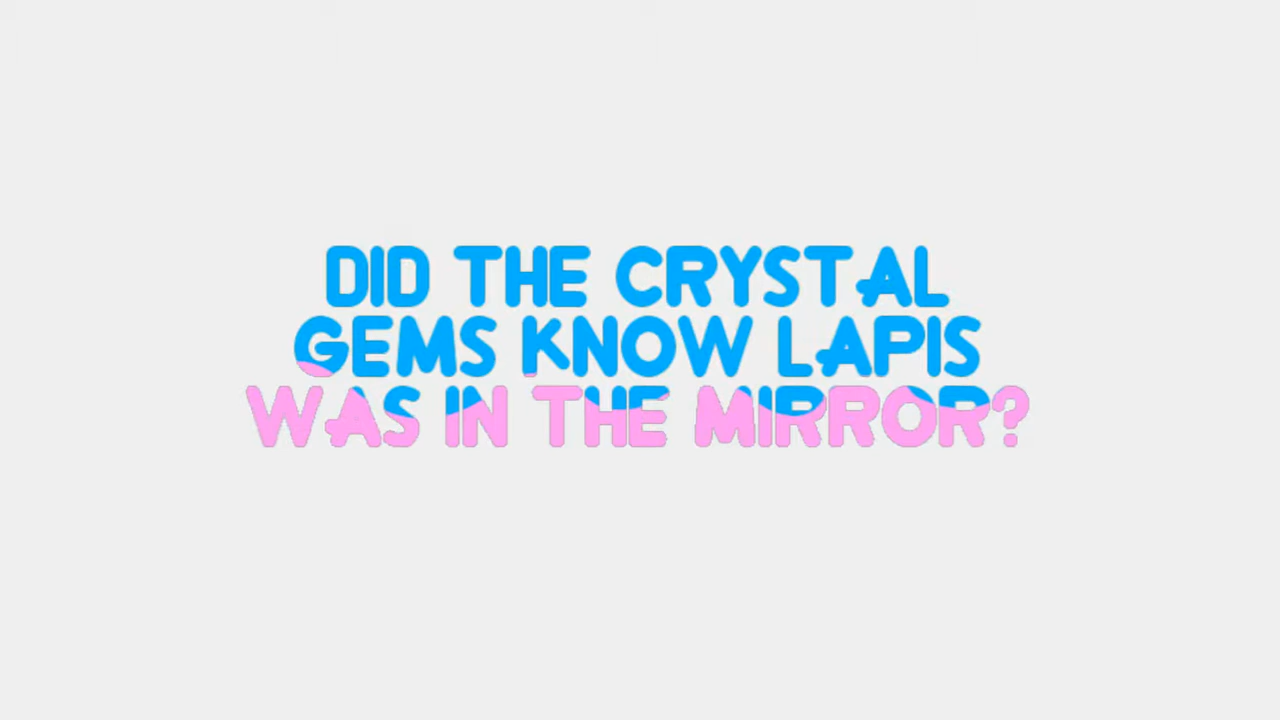 DID THE CRYSTAL
GEMS KNOW LAPIS
WAS IN THE MIRROR?